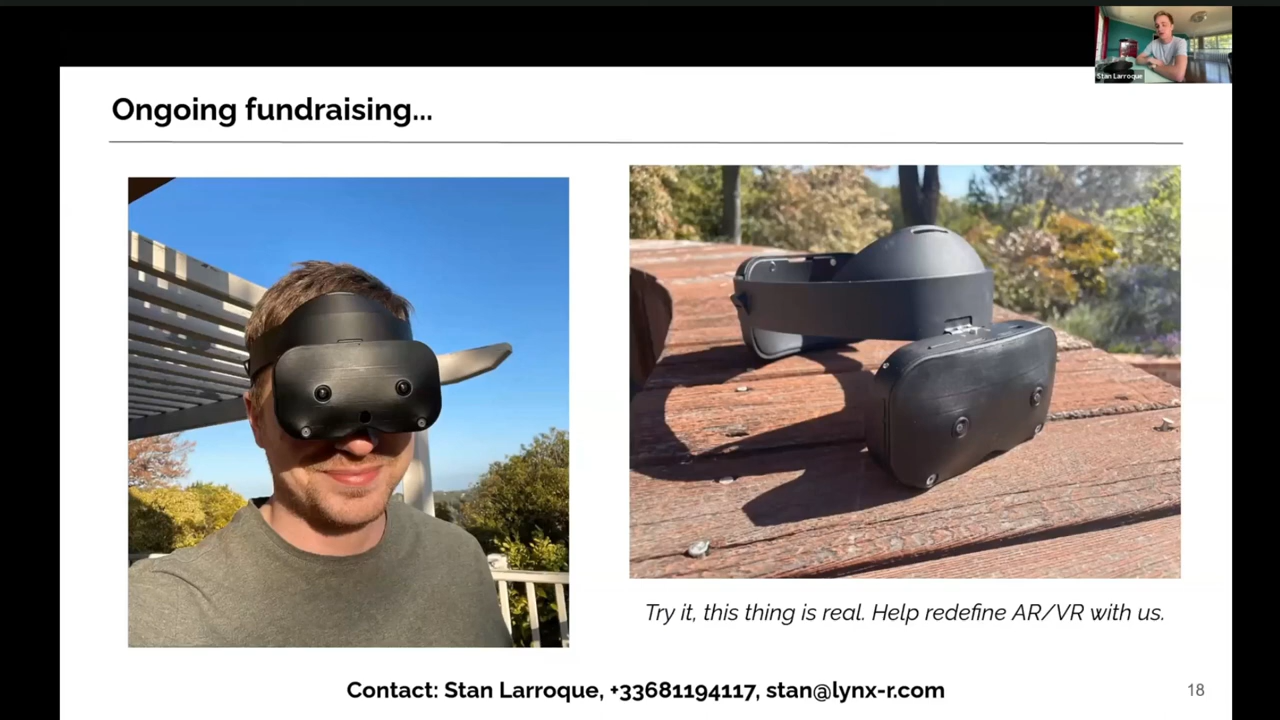 Stan Larroque
Ongoing fundraising...
Try it, this thing is real. Help redefine AR/VR with us.
Contact: Stan Larroque, +33681194117, stan@lynx-r.com
18